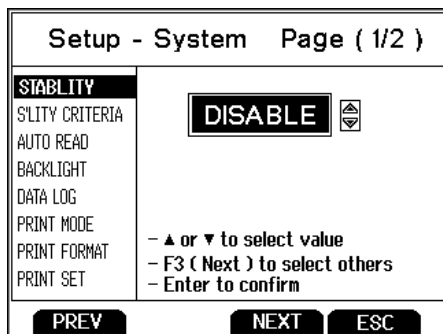 Setup - System Page ( 1/2 )
STABLITY
S'LITY CRITERIA
AUTO READ
BACKLIGHT
DATA LOG
PRINT MODE
PRINT FORMAT
PRINT SET
DISABLE
– ▲ or ▼ to select value
– F3 ( Next ) to select others
– Enter to confirm
PREV NEXT ESC